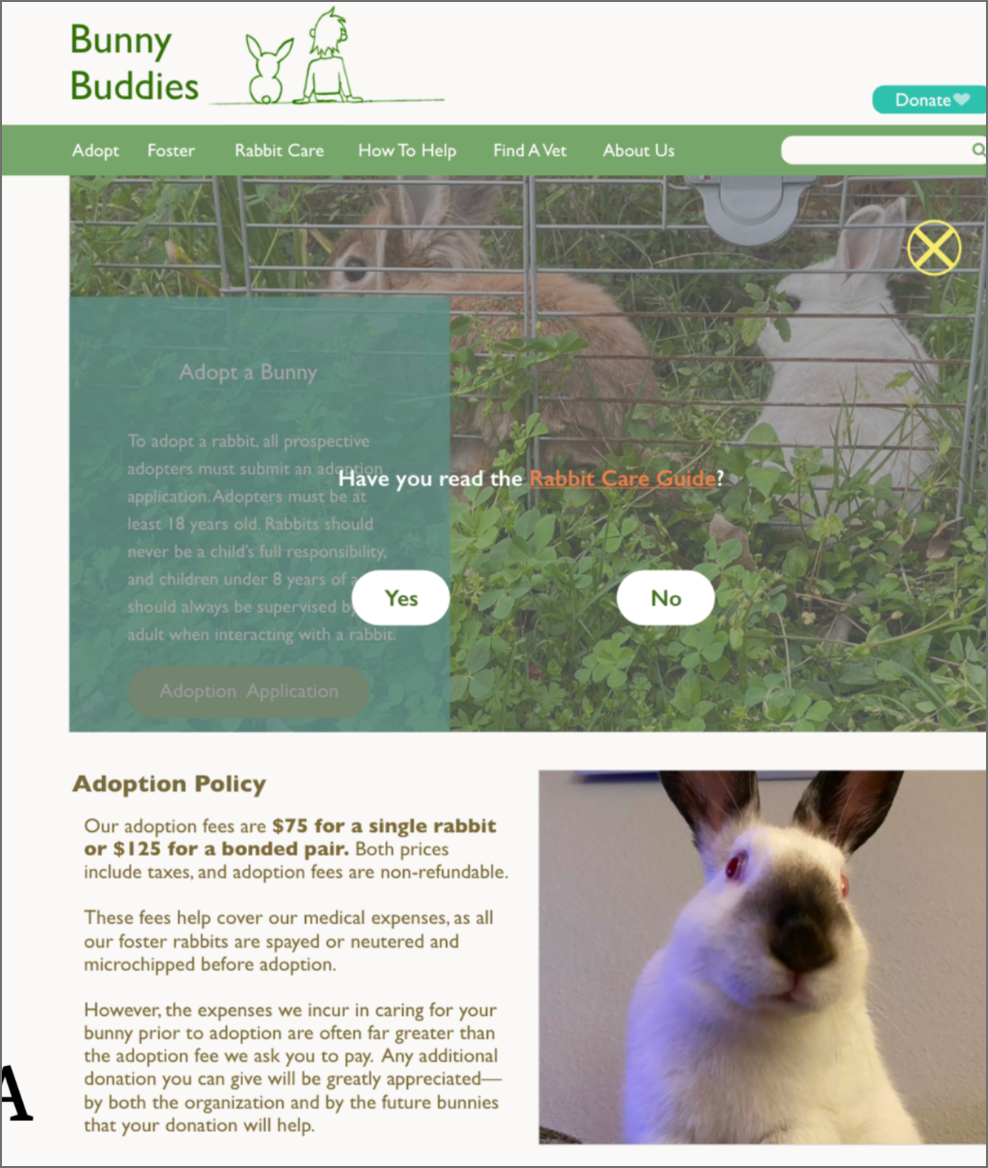 Bunny
Buddies
Donate
Adopt Foster Rabbit Care How To Help Find A Vet About Us
Adopt a Bunny
To adopt a rabbit, all prospective
adopters must submit an adoption
application. Adopters must be at
least 18 years old. Rabbits should
never be a child's full responsibility,
and children under 8 years of
should always be supervised
adult when interacting with a rabbit.
Adoption Application
Have you read the Rabbit Care Guide?
Yes
No
Adoption Policy
Our adoption fees are $75 for a single rabbit
or $125 for a bonded pair. Both prices
include taxes, and adoption fees are non-refundable.
These fees help cover our medical expenses, as all
our foster rabbits are spayed or neutered and
microchipped before adoption.
However, the expenses we incur in caring for your
bunny prior to adoption are often far greater than
the adoption fee we ask you to pay. Any additional
donation you can give will be greatly appreciated—
by both the organization and by the future bunnies
that your donation will help.
A